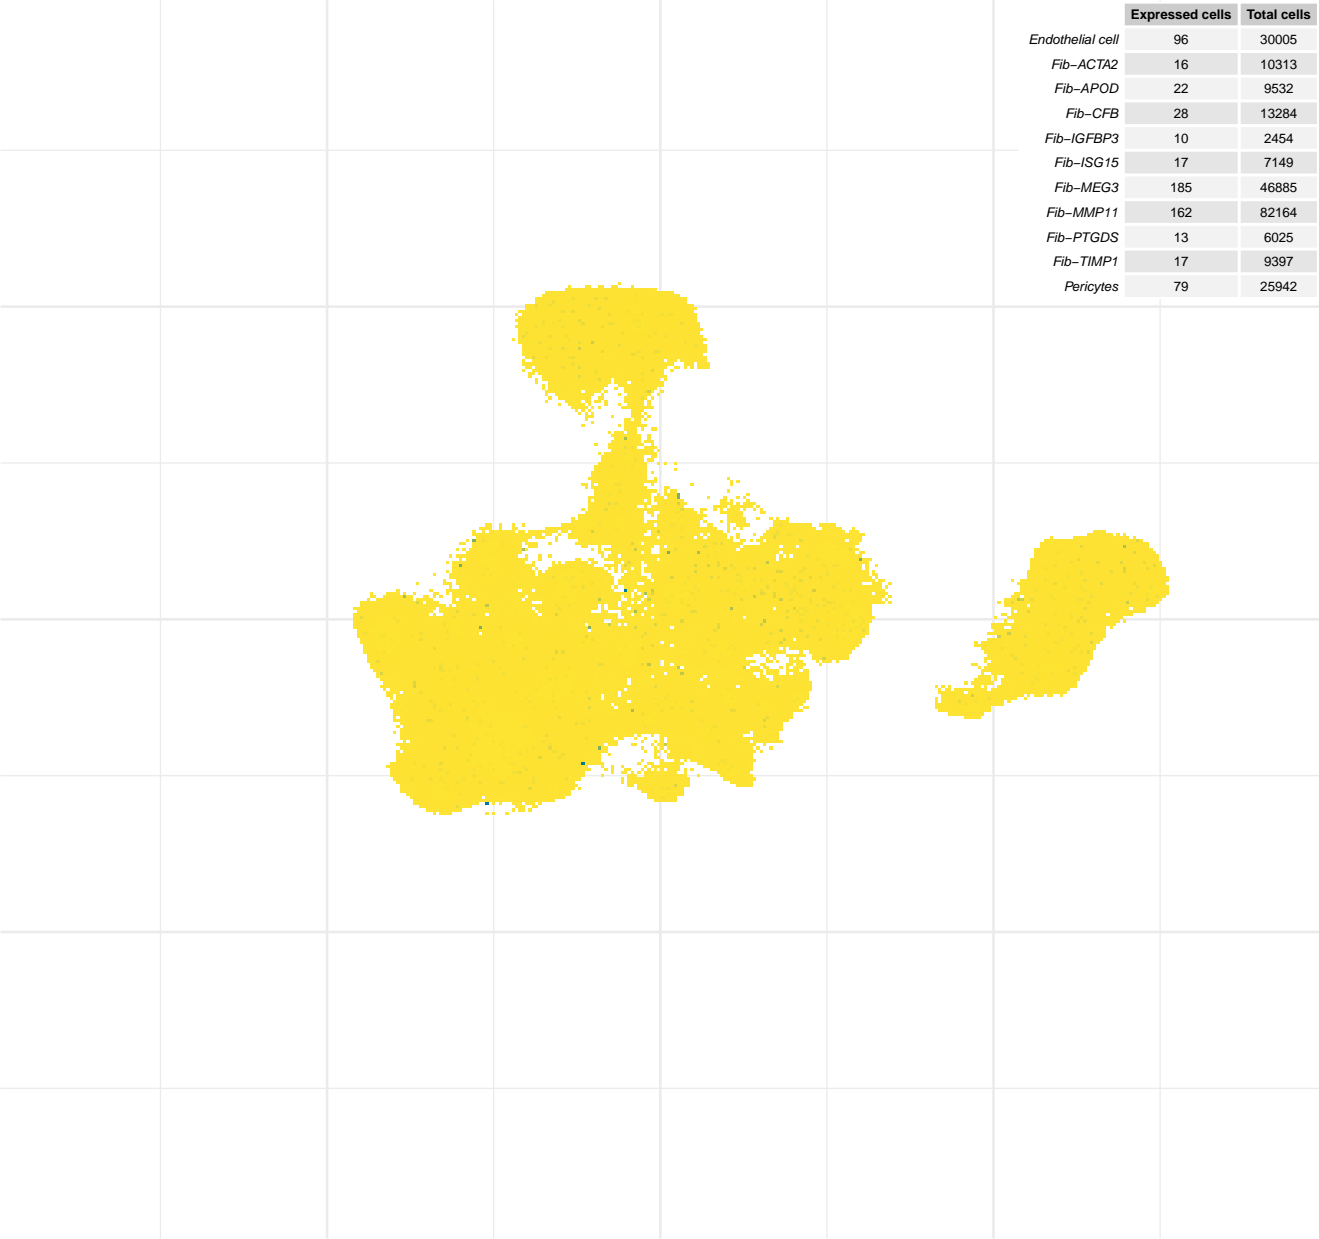 Expressed cells Total cells
Endothelial cell 96 30005
Fib−ACTA2 16 10313
Fib−APOD 22 9532
Fib−CFB 28 13284
Fib−IGFBP3 10 2454
Fib−ISG15 17 7149
Fib−MEG3 185 46885
Fib−MMP11 162 82164
Fib−PTGDS 13 6025
Fib−TIMP1 17 9397
Pericytes 79 25942